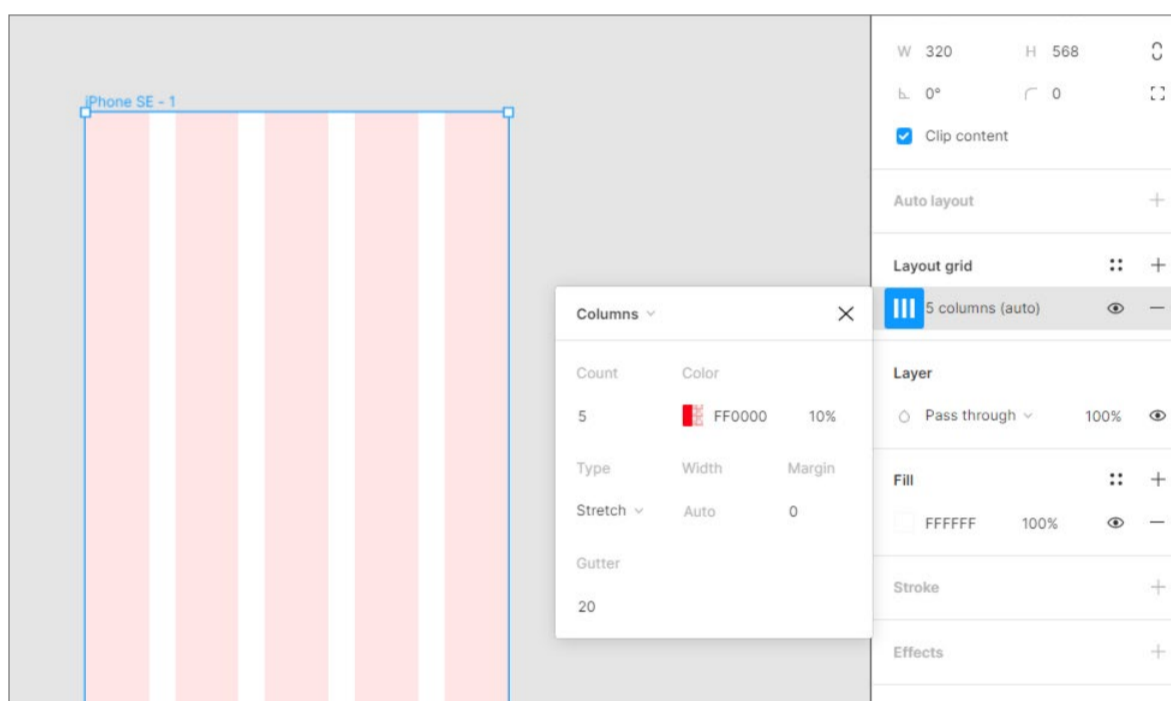 W 320 H 568
0° 0
iPhone SE - 1
Clip content
Auto layout
Layout grid
5 columns (auto)
Columns
Count Color
5 FF0000 10%
Type Width Margin
Stretch Auto 0
Gutter
20
Layer
Pass through 100%
Fill
FFFFFF 100%
Stroke
Effects